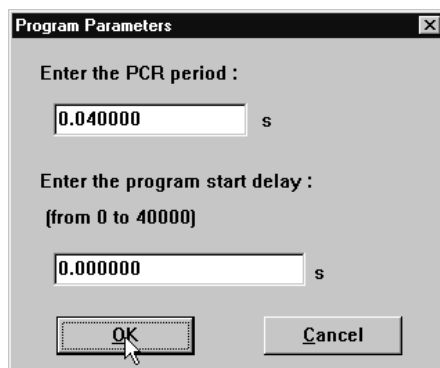 Program Parameters
Enter the PCR period :
0.040000 s
Enter the program start delay :
(from 0 to 40000)
0.000000 s
OK Cancel